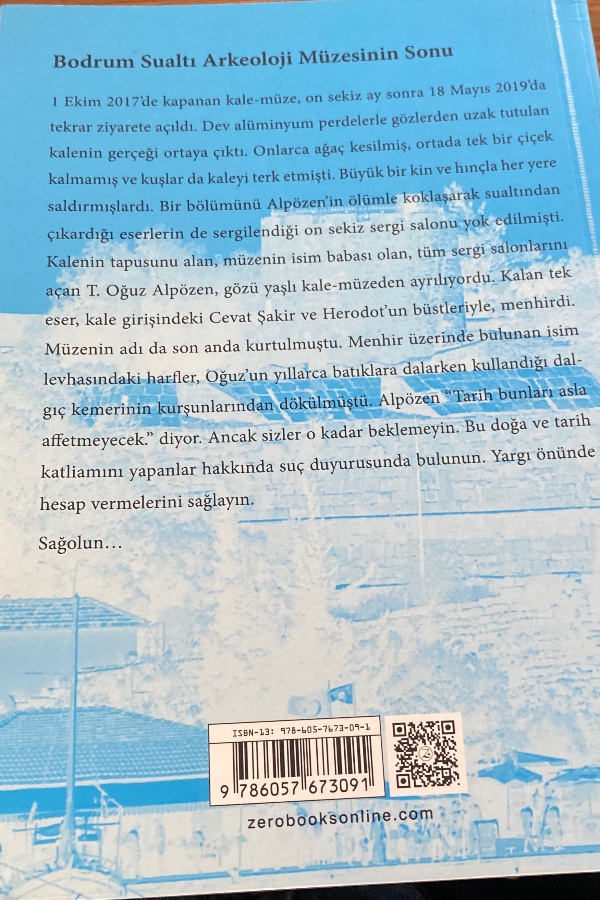 Bodrum Sualtı Arkeoloji Müzesinin Sonu
1 Ekim 2017'de kapanan kale-müze, on sekiz ay sonra 18 Mayıs 2019'da
tekrar ziyarete açıldı. Dev alüminyum perdelerle gözlerden uzak tutulan
kalenin gerçeği ortaya çıktı. Onlarca ağaç kesilmiş, ortada tek bir çiçek
kalmamış ve kuşlar da kaleyi terk etmişti. Büyük bir kin ve hınçla her yere
saldırmışlardı. Bir bölümünü Alpözen'in ölümle koklaşarak sualtından
çıkardığı eserlerin de sergilendiği on sekiz sergi salonu yok edilmişti.
Kalenin tapusunu alan, müzenin isim babası olan, tüm sergi salonlarını
açan T. Oğuz Alpözen, gözü yaşlı kale-müzeden ayrılıyordu. Kalan tek
eser, kale girişindeki Cevat Şakir ve Herodot'un büstleriyle, menhirdi.
Müzenin adı da son anda kurtulmuştu. Menhir üzerinde bulunan isim
levhasındaki harfler, Oğuz'un yıllarca batıklara dalarken kullandığı dal-
gıç kemerinin kurşunlarından dökülmüştü. Alpözen “Tarih bunları asla
affetmeyecek.” diyor. Ancak sizler o kadar beklemeyin. Bu doğa ve tarih
katliamını yapanlar hakkında suç duyurusunda bulunun. Yargı önünde
hesap vermelerini sağlayın.
Sağolun…
ISBN-13: 978-605-7673-09-1
9 786057 673091
zerobooksonline.com